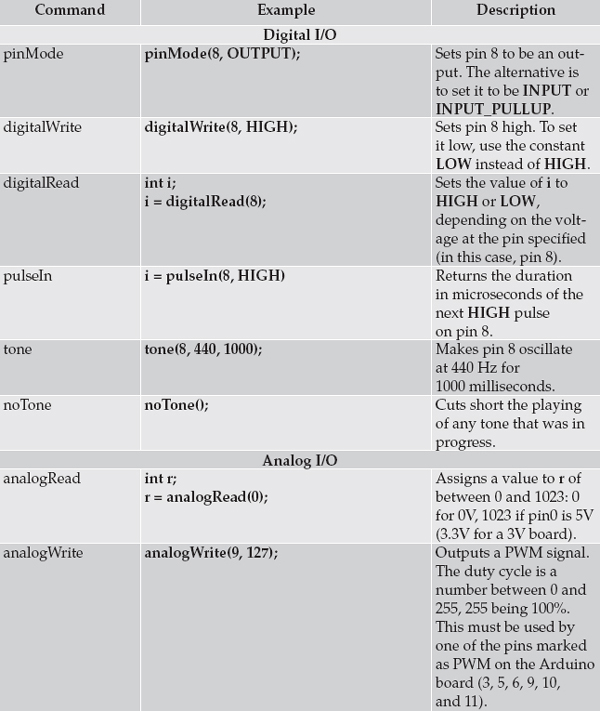 Command Example Description
Digital I/O
pinMode pinMode(8, OUTPUT); Sets pin 8 to be an out-
put. The alternative is
to set it to be INPUT or
INPUT_PULLUP.
digitalWrite digitalWrite(8, HIGH); Sets pin 8 high. To set
it low, use the constant
LOW instead of HIGH.
digitalRead int i; Sets the value of i to
i = digitalRead(8); HIGH or LOW,
depending on the volt-
age at the pin specified
(in this case, pin 8).
pulseIn i = pulseIn(8, HIGH) Returns the duration
in microseconds of the
next HIGH pulse
on pin 8.
tone tone(8, 440, 1000); Makes pin 8 oscillate
at 440 Hz for
1000 milliseconds.
noTone noTone(); Cuts short the playing
of any tone that was in
progress.
Analog I/O
analogRead int r; Assigns a value to r of
r = analogRead(0); between 0 and 1023: 0
for 0V, 1023 if pin0 is 5V
(3.3V for a 3V board).
analogWrite analogWrite(9, 127); Outputs a PWM signal.
The duty cycle is a
number between 0 and
255, 255 being 100%.
This must be used by
one of the pins marked
as PWM on the Arduino
board (3, 5, 6, 9, 10,
and 11).